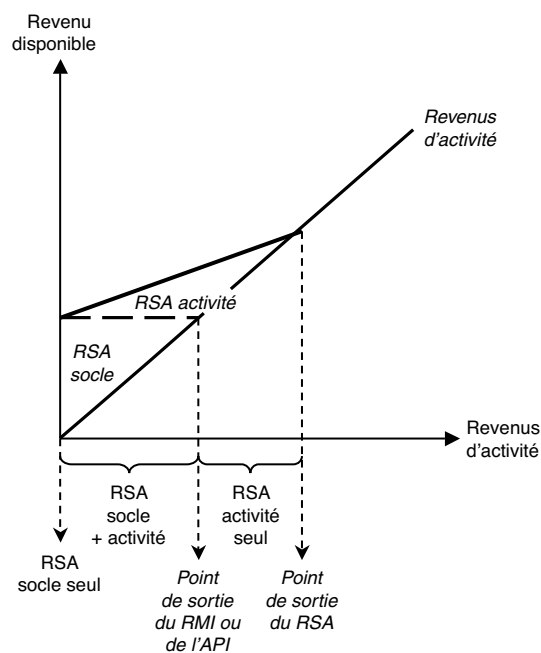 Revenu
disponible
Revenus
d'activité
RSA activité
RSA
socle
Revenus
d'activité
RSA
socle
+ activité
RSA
activité
seul
RSA
socle seul
Point
de sortie
du RMI ou
de l'API
Point
de sortie
du RSA